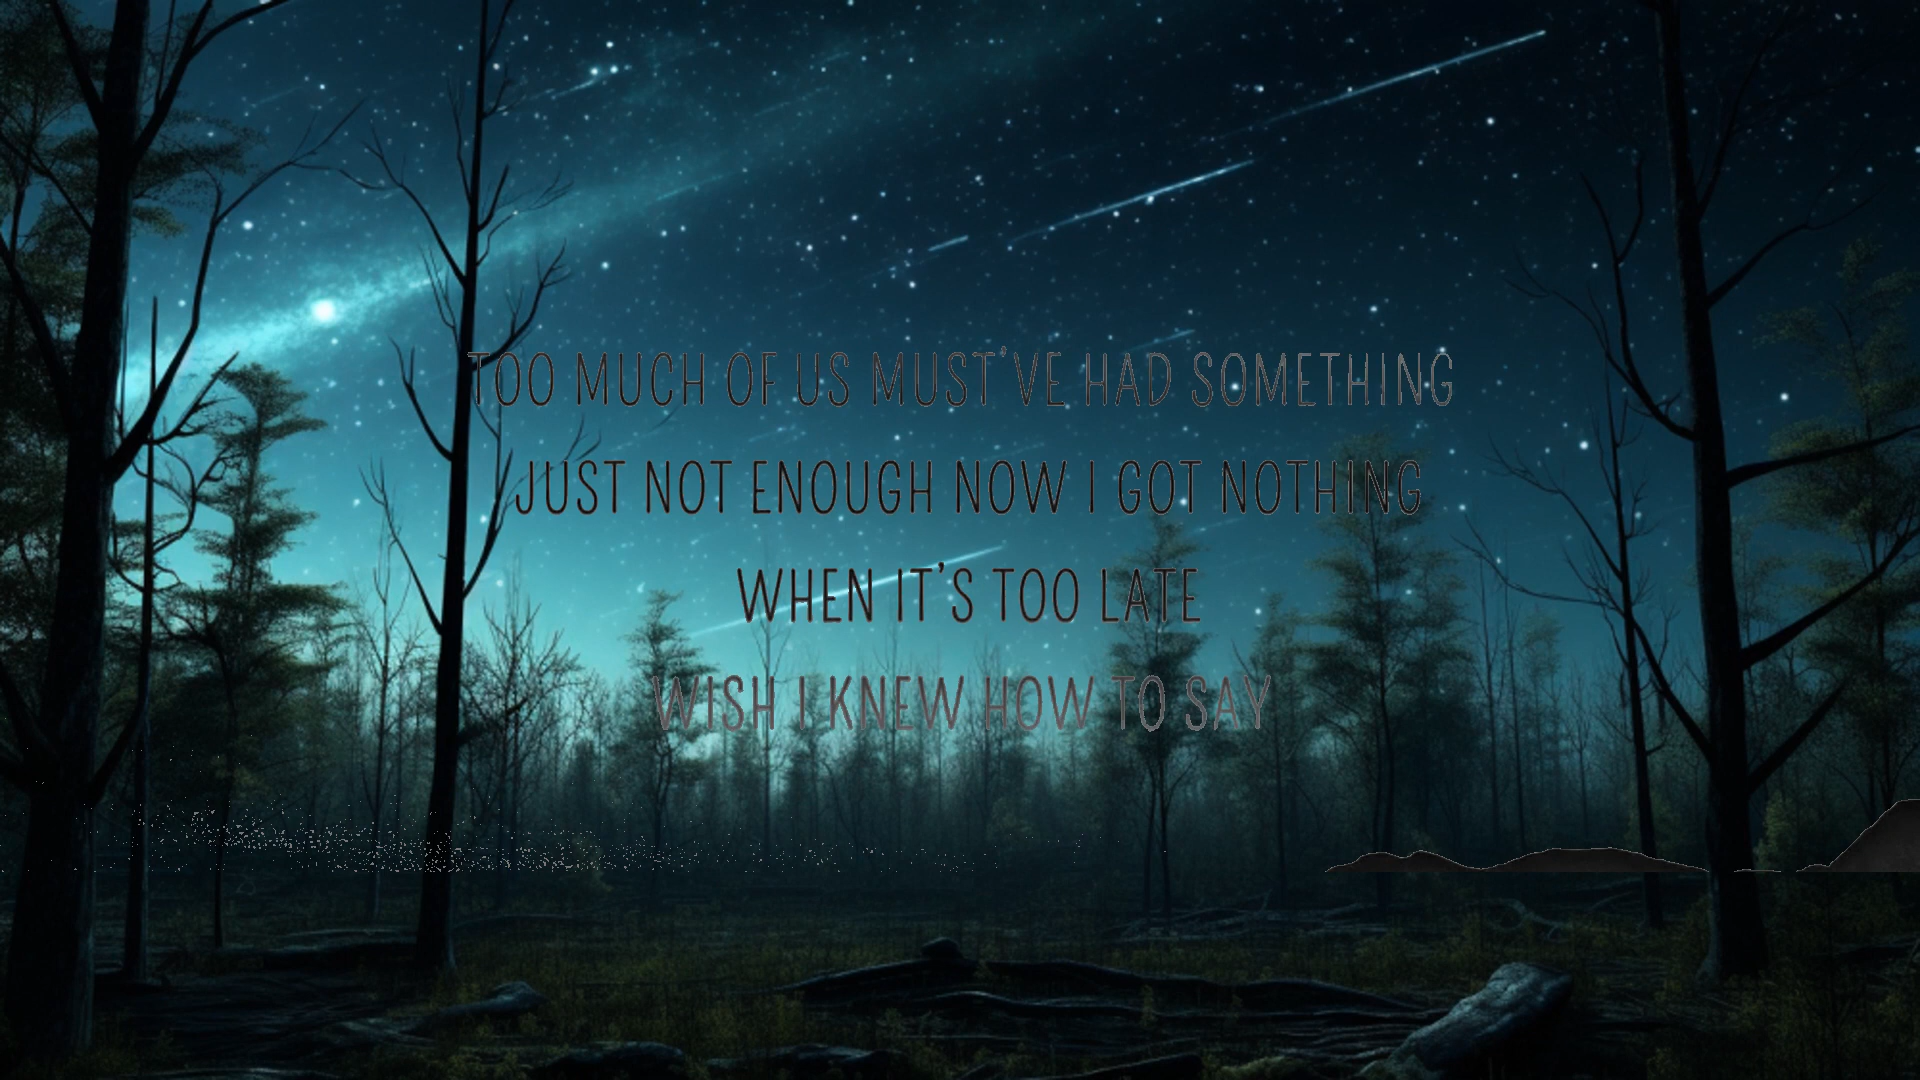 TOO MUCH OF US MUST'VE HAD SOMETHING
JUST NOT ENOUGH NOW I GOT NOTHING
WHEN IT'S TOO LATE
WISH I KNEW HOW TO SAY